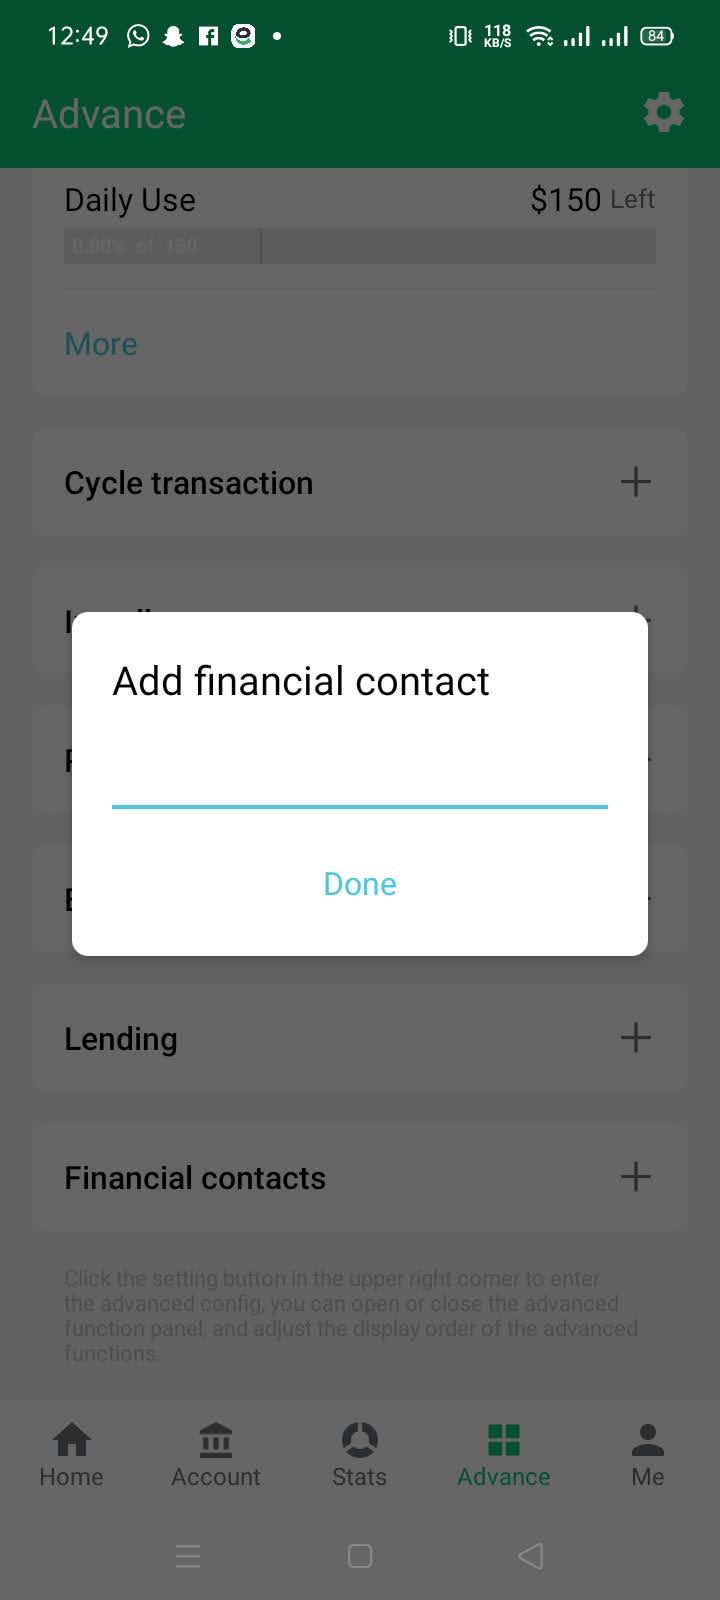 12:49
118
KB/S
84
Advance
Daily Use
$150 Left
0.00% of 150
More
Cycle transaction
Add financial contact
Done
Lending
Financial contacts
Click the setting button in the upper right corner to enter
the advanced config, you can open or close the advanced
function panel, and adjust the display order of the advanced
functions.
Home
Account
Stats
Advance
Me